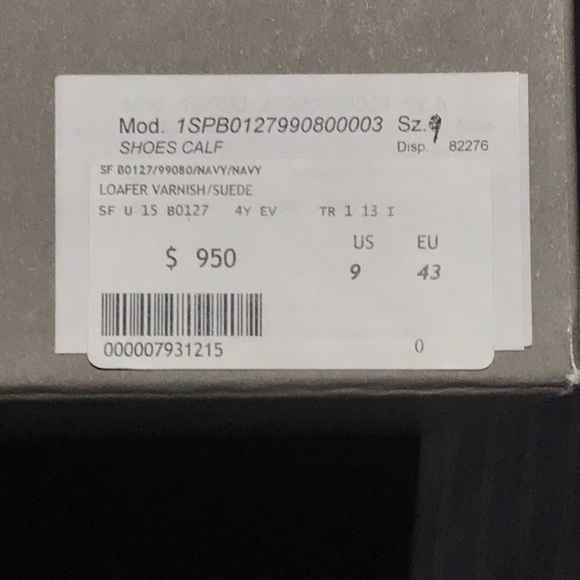 Mod. 1SPB0127990800003 Sz. 9
SHOES CALF Disp. 82276
SF B0127/99080/NAVY/NAVY
LOAFER VARNISH/SUEDE
SF U 15 B0127 4Y EV TR 1 13 I
US EU
$ 950
9 43
000007931215 0